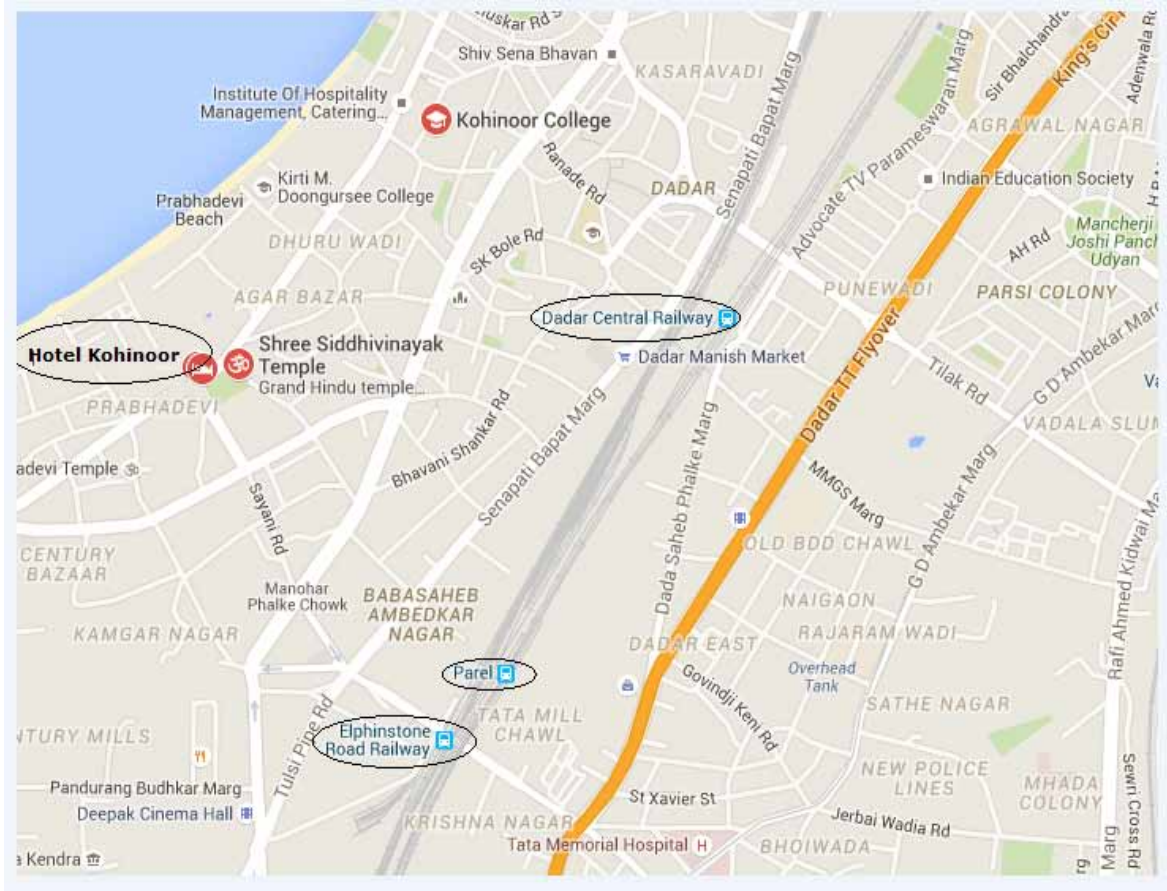 uskar Rd S
Shiv Sena Bhavan
KASARAVADI
Senapati Bapat Marg
Sir Bhalchandra
King's Cir
Adenwala R
Institute Of Hospitality
Management, Catering...
Kohinoor College
AGRAWAL NAGAR
Ranade Rd
DADAR
Advocate TV Parameswaran Marg
Indian Education Society
Kirti M.
Doongursee College
Prabhadevi
Beach
DHURU WADI
SK Bole Rd
Mancherji
Joshi Panch
Udyan
AH Rd
AGAR BAZAR
PUNEWADI
PARSI COLONY
Dadar Central Railway
Hotel Kohinoor
Shree Siddhivinayak
Temple
Grand Hindu temple...
Dadar Manish Market
Dadar TT Flyover
Tilak Rd
G D Ambekar Marg
Va
PRABHADEVI
VADALA SLUM
adevi Temple
Bhavani Shankar Rd
Senapati Bapat Marg
Dada Saheb Phalke Marg
MMGS Marg
Sayani Rd
OLD BDD CHAWL
G D Ambekar Marg
Rafi Ahmed Kidwai Ma
CENTURY
BAZAAR
Manohar
Phalke Chowk
BABASAHEB
AMBEDKAR
NAGAR
NAIGAON
KAMGAR NAGAR
RAJARAM WADI
DADAR EAST
Parel
Govindji Keni Rd
Overhead
Tank
SATHE NAGAR
TATA MILL
CHAWL
Elphinstone
Road Railway
NTURY MILLS
Tulsi Pipe Rd
Pandurang Budhkar Marg
Deepak Cinema Hall
St Xavier St
NEW POLICE
LINES
MHADA
COLONY
Sewri Cross Rd
KRISHNA NAGAR
Jerbai Wadia Rd
Tata Memorial Hospital
H
BHOIWADA
a Kendra
rg
Marg